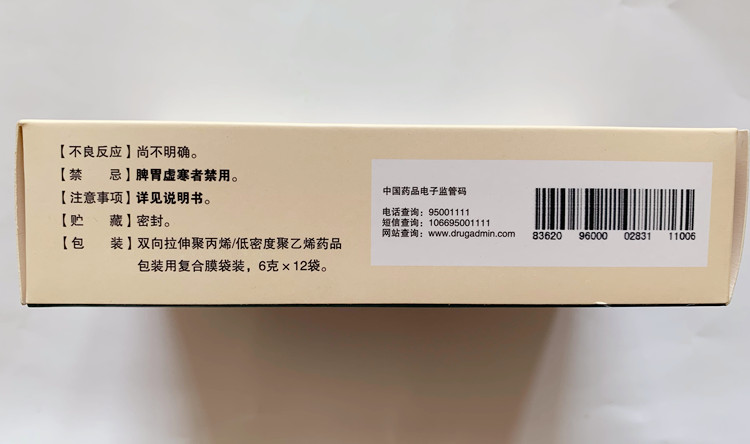 【不良反应】尚不明确。
【禁　　忌】脾胃虚寒者禁用。
【注意事项】详见说明书。
【贮　　藏】密封。
【包　　装】双向拉伸聚丙烯/低密度聚乙烯药品
包装用复合膜袋装，6克×12袋。
中国药品电子监管码
电话查询：95001111
短信查询：106695001111
网站查询：www.drugadmin.com
83620 96000 02831 11006